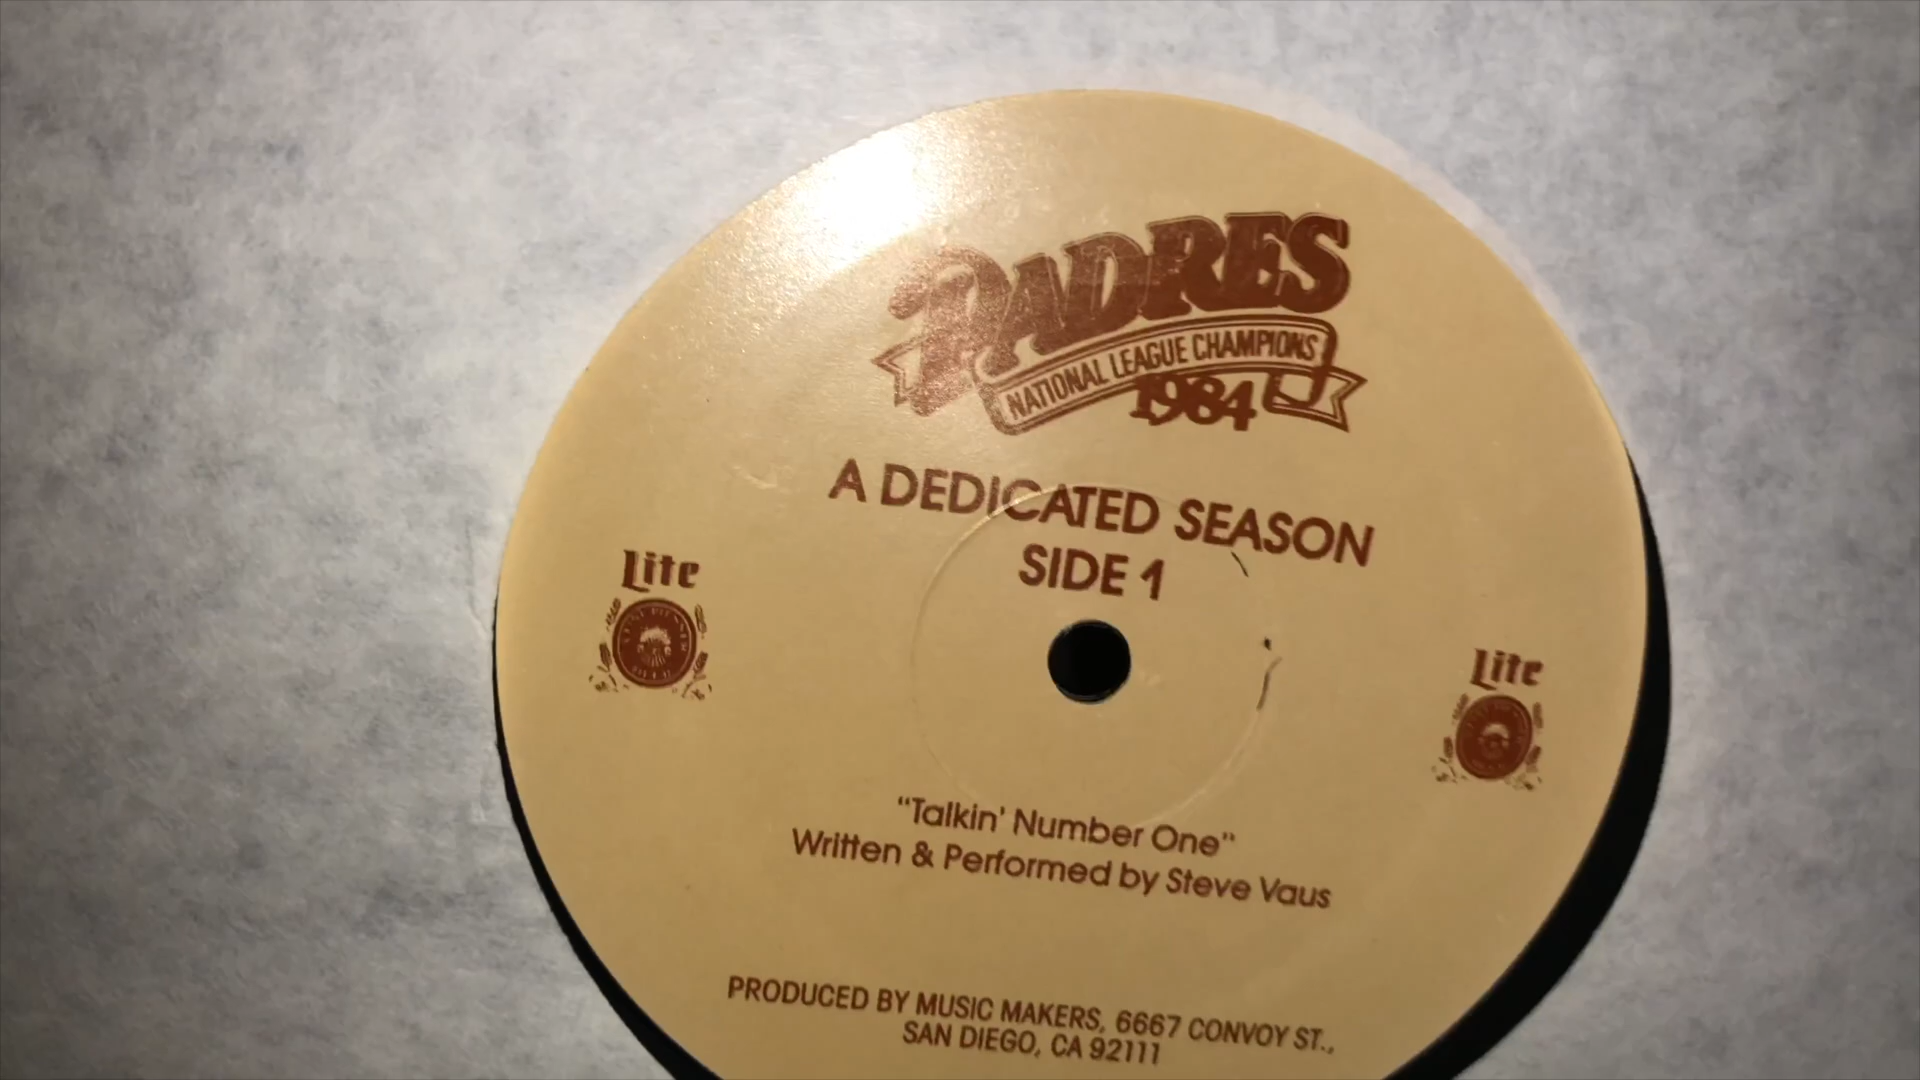 PADRES
NATIONAL LEAGUE CHAMPIONS
1984
A DEDICATED SEASON
SIDE 1
Lite
Lite
"Talkin' Number One"
Written & Performed by Steve Vaus
PRODUCED BY MUSIC MAKERS, 6667 CONVOY ST.,
SAN DIEGO, CA 92111